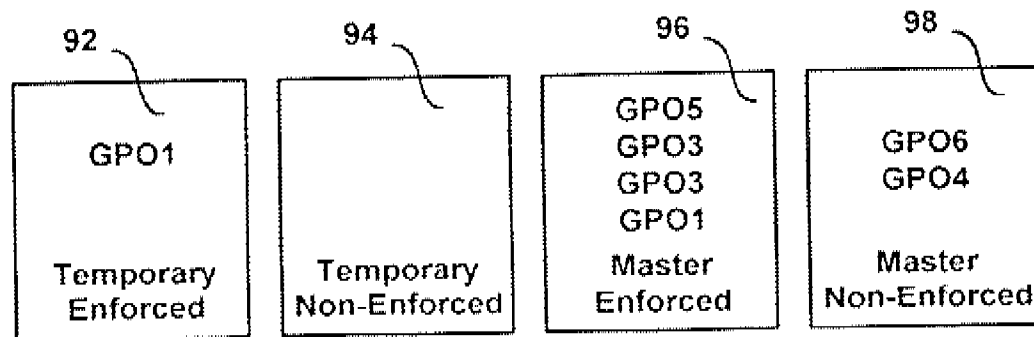 92
94
96
98
GPO1
Temporary
Enforced
Temporary
Non-Enforced
GPO5
GPO3
GPO3
GPO1
Master
Enforced
GPO6
GPO4
Master
Non-Enforced